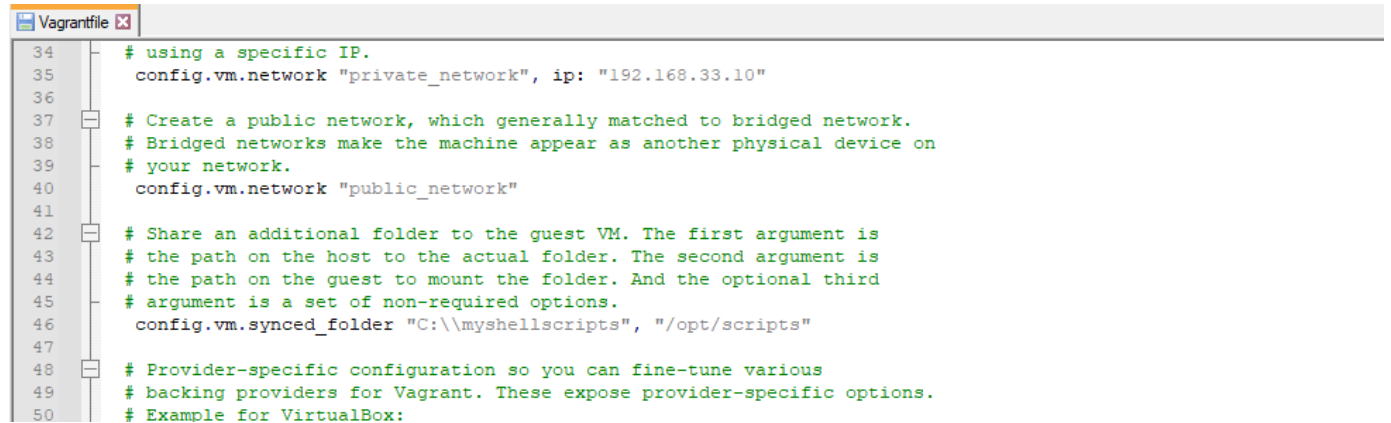 Vagrantfile
34 # using a specific IP.
35 config.vm.network "private_network", ip: "192.168.33.10"
36
37 # Create a public network, which generally matched to bridged network.
38 # Bridged networks make the machine appear as another physical device on
39 # your network.
40 config.vm.network "public_network"
41
42 # Share an additional folder to the guest VM. The first argument is
43 # the path on the host to the actual folder. The second argument is
44 # the path on the guest to mount the folder. And the optional third
45 # argument is a set of non-required options.
46 config.vm.synced_folder "C:\\myshellscripts", "/opt/scripts"
47
48 # Provider-specific configuration so you can fine-tune various
49 # backing providers for Vagrant. These expose provider-specific options.
50 # Example for VirtualBox: